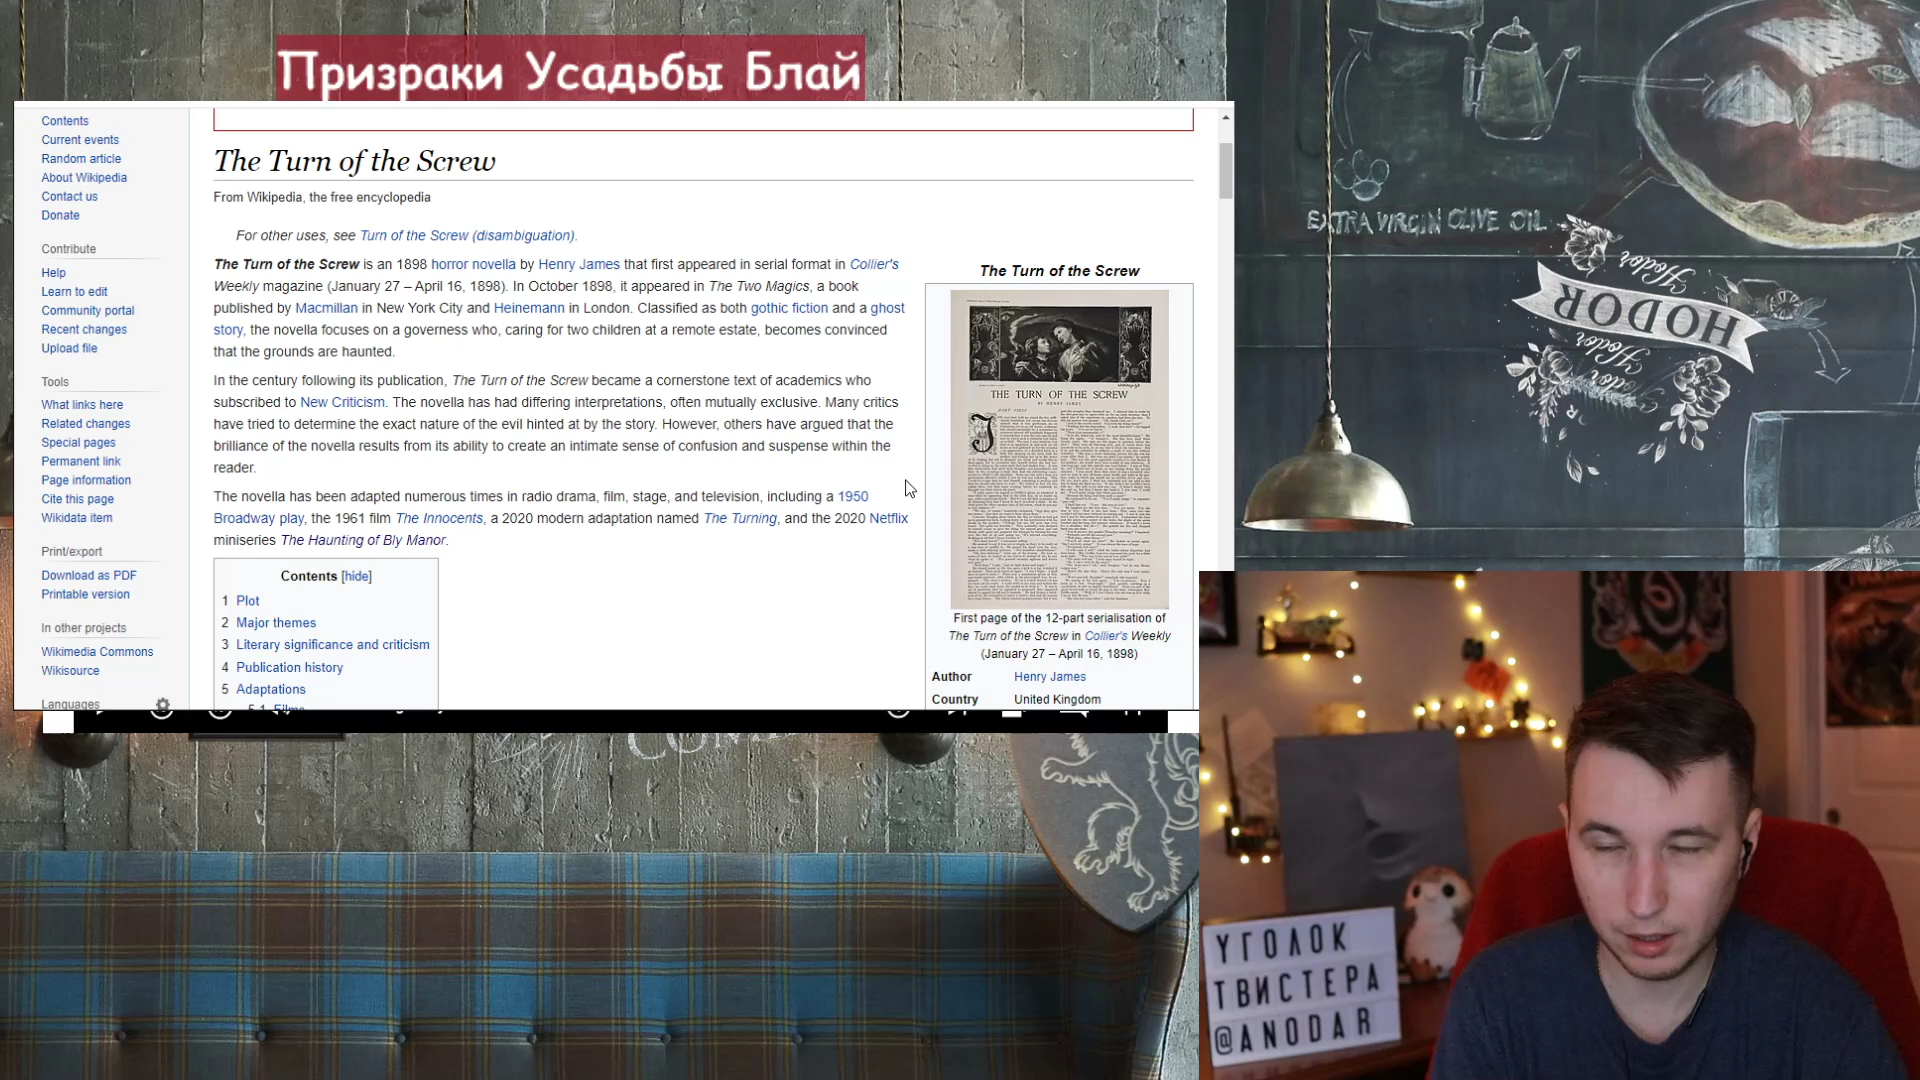 Призраки Усадьбы Блай
Contents
Current events
Random article
About Wikipedia
Contact us
Donate
Contribute
Help
Learn to edit
Community portal
Recent changes
Upload file
Tools
What links here
Related changes
Special pages
Permanent link
Page information
Cite this page
Wikidata item
Print/export
Download as PDF
Printable version
In other projects
Wikimedia Commons
Wikisource
Languages
The Turn of the Screw
From Wikipedia, the free encyclopedia
For other uses, see Turn of the Screw (disambiguation).
The Turn of the Screw is an 1898 horror novella by Henry James that first appeared in serial format in Collier's
Weekly magazine (January 27 – April 16, 1898). In October 1898, it appeared in The Two Magics, a book
published by Macmillan in New York City and Heinemann in London. Classified as both gothic fiction and a ghost
story, the novella focuses on a governess who, caring for two children at a remote estate, becomes convinced
that the grounds are haunted.
In the century following its publication, The Turn of the Screw became a cornerstone text of academics who
subscribed to New Criticism. The novella has had differing interpretations, often mutually exclusive. Many critics
have tried to determine the exact nature of the evil hinted at by the story. However, others have argued that the
brilliance of the novella results from its ability to create an intimate sense of confusion and suspense within the
reader.
The novella has been adapted numerous times in radio drama, film, stage, and television, including a 1950
Broadway play, the 1961 film The Innocents, a 2020 modern adaptation named The Turning, and the 2020 Netflix
miniseries The Haunting of Bly Manor.
Contents [hide]
1 Plot
2 Major themes
3 Literary significance and criticism
4 Publication history
5 Adaptations
5.1 Films
The Turn of the Screw
THE TURN OF THE SCREW
BY HENRY JAMES
First page of the 12-part serialisation of
The Turn of the Screw in Collier's Weekly
(January 27 – April 16, 1898)
Author Henry James
Country United Kingdom
EXTRA VIRGIN OLIVE OIL
Hodor
Hodor
HODOR
Hodor
Hodor
УГОЛОК
ТВИСТЕРА
@ANODAR